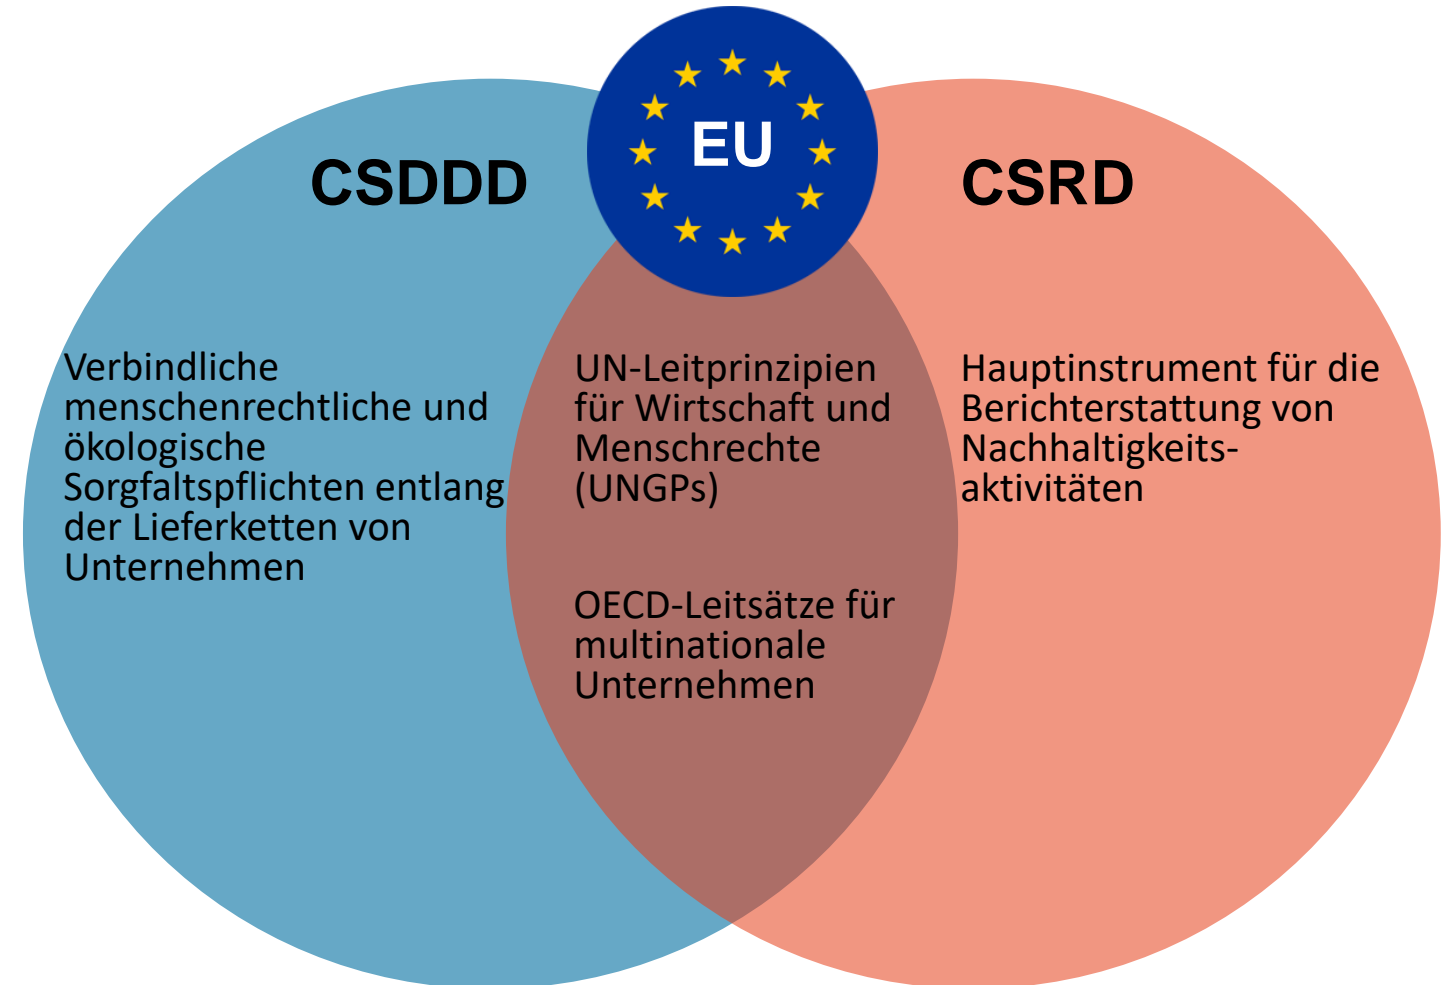 EU
CSDDD
CSRD
Verbindliche
menschenrechtliche und
ökologische
Sorgfaltspflichten entlang
der Lieferketten von
Unternehmen
UN-Leitprinzipien
für Wirtschaft und
Menschrechte
(UNGPs)
OECD-Leitsätze für
multinationale
Unternehmen
Hauptinstrument für die
Berichterstattung von
Nachhaltigkeits-
aktivitäten